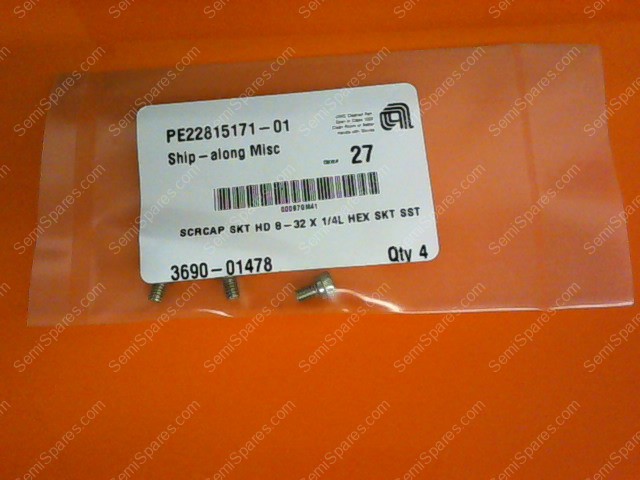 PE22815171-01
Ship-along Misc
27
SCRCAP SKT HD 8-32 X 1/4L HEX SKT SST
3690-01478
Qty 4
SemiSpares.com